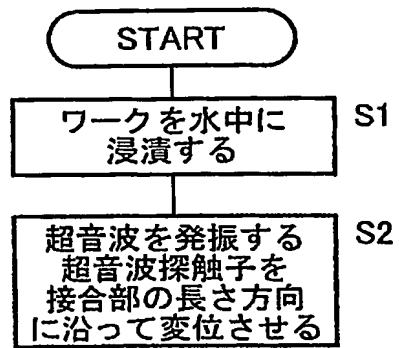 START
ワークを水中に
浸漬する
S1
超音波を発振する
超音波探触子を
接合部の長さ方向
に沿って変位させる
S2